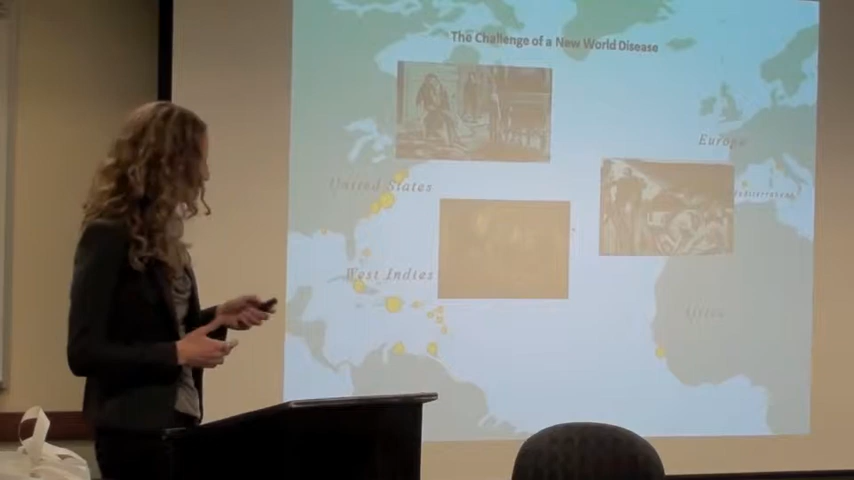 The Challenge of a New World Disease
Europe
United States
West Indies
Africa